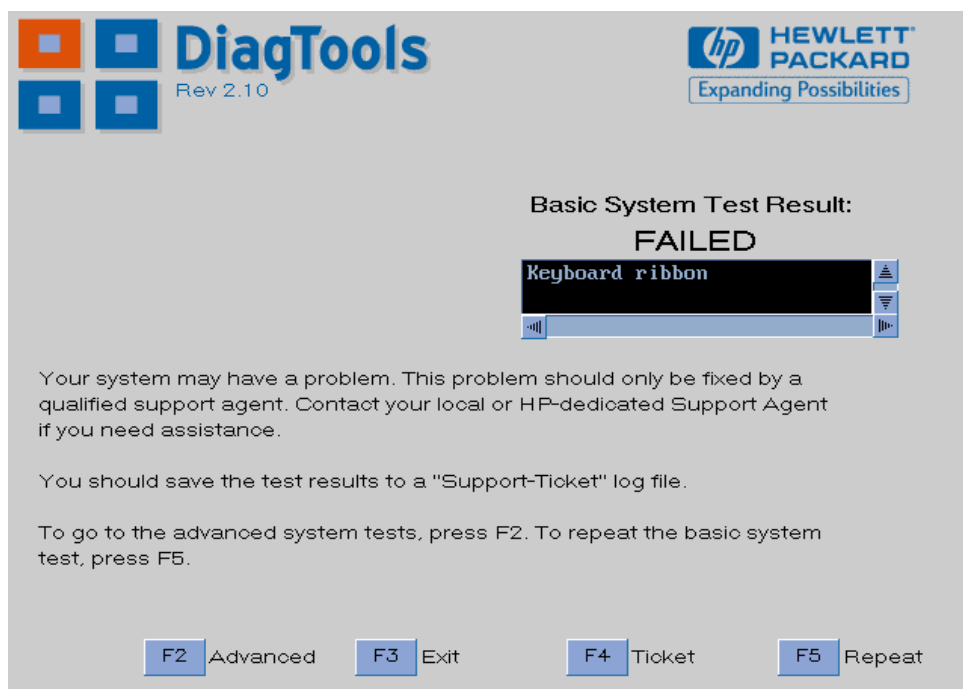 DiagTools
Rev 2.10
hp HEWLETT
PACKARD
Expanding Possibilities
Basic System Test Result:
FAILED
Keyboard ribbon
Your system may have a problem. This problem should only be fixed by a
qualified support agent. Contact your local or HP-dedicated Support Agent
if you need assistance.
You should save the test results to a "Support-Ticket" log file.
To go to the advanced system tests, press F2. To repeat the basic system
test, press F5.
F2 Advanced F3 Exit F4 Ticket F5 Repeat